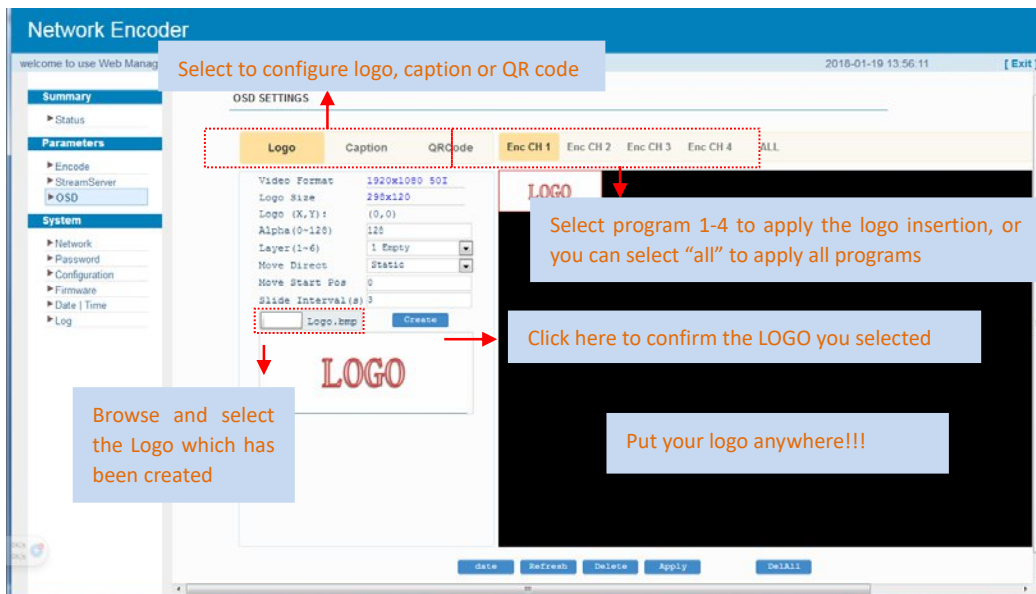 Network Encoder
welcome to use Web Manag
2018-01-19 13:56:11
[ Exit ]
Select to configure logo, caption or QR code
Summary
Status
Parameters
Encode
StreamServer
OSD
System
Network
Password
Configuration
Firmware
Date | Time
Log
OSD SETTINGS
Logo Caption QRCode Enc CH 1 Enc CH 2 Enc CH 3 Enc CH 4 ALL
Video Format 1920x1080 50I
Logo Size 298x120
Logo (X,Y): (0,0)
Alpha(0~128) 128
Layer(1~6) 1 Empty
Move Direct Static
Move Start Pos 0
Slide Interval(s) 3
Logo.bmp Create
LOGO
LOGO
Select program 1-4 to apply the logo insertion, or
you can select “all” to apply all programs
Click here to confirm the LOGO you selected
Browse and select
the Logo which has
been created
Put your logo anywhere!!!
date Refresh Delete Apply DelAll